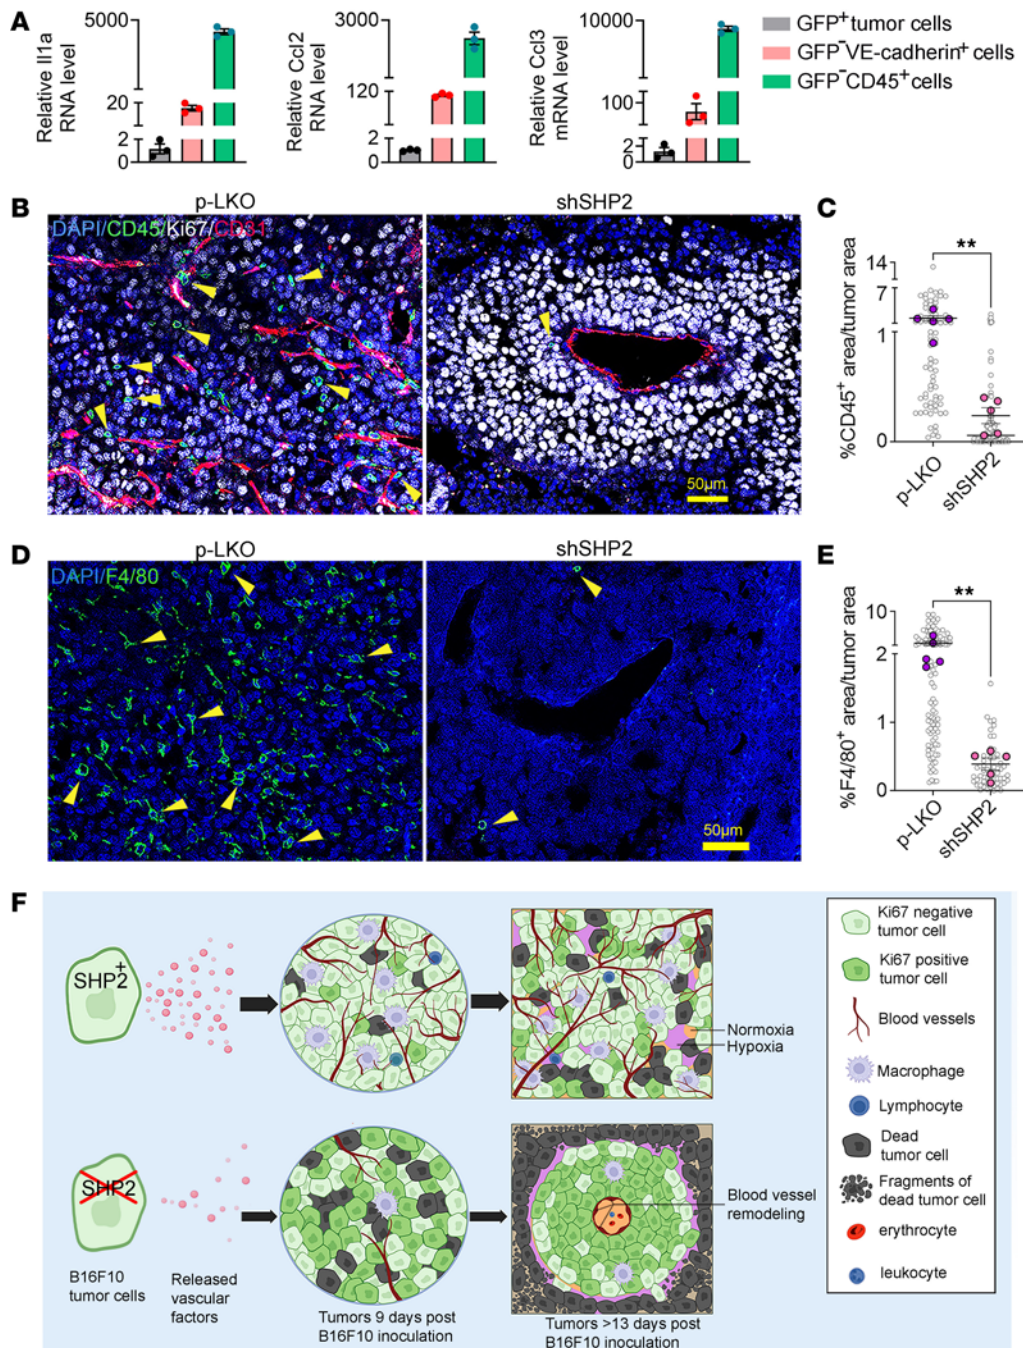 A
Relative Il1a
RNA level
5000
20
2
0
Relative Ccl2
RNA level
3000
120
2
0
Relative Ccl3
mRNA level
10000
100
2
0
GFP+ tumor cells
GFP-VE-cadherin+ cells
GFP-CD45+ cells
B
p-LKO
shSHP2
DAPI/CD45/Ki67/CD31
50µm
C
%CD45+ area/tumor area
14
7
1
0
**
p-LKO
shSHP2
D
p-LKO
shSHP2
DAPI/F4/80
50µm
E
%F4/80+ area/tumor area
10
2
1
0
**
p-LKO
shSHP2
F
SHP2+
SHP2
B16F10
tumor cells
Released
vascular
factors
Tumors 9 days post
B16F10 inoculation
Tumors >13 days post
B16F10 inoculation
Normoxia
Hypoxia
Blood vessel
remodeling
Ki67 negative
tumor cell
Ki67 positive
tumor cell
Blood vessels
Macrophage
Lymphocyte
Dead
tumor cell
Fragments of
dead tumor cell
erythrocyte
leukocyte